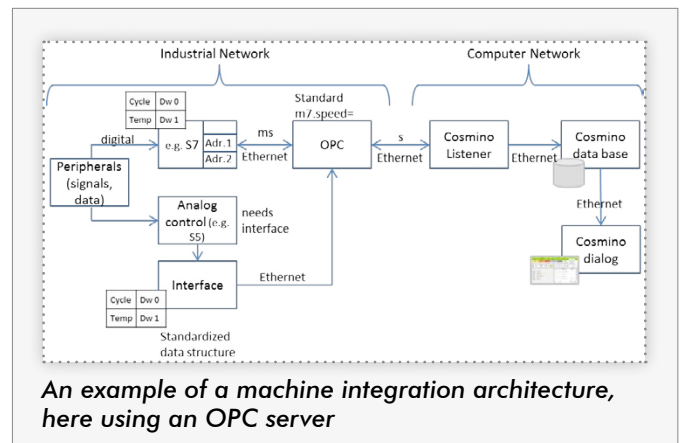 Industrial Network
Computer Network
Cycle Dw 0
Temp Dw 1
Standard
m7.speed=
digital
e.g. S7
Adr.1
Adr.2
ms
Ethernet
OPC
s
Ethernet
Cosmino
Listener
Ethernet
Cosmino
data base
Peripherals
(signals,
data)
Analog
control (e.g.
S5)
needs
interface
Ethernet
Cosmino
dialog
Interface
Ethernet
Cycle Dw 0
Temp Dw 1
Standardized
data structure
An example of a machine integration architecture,
here using an OPC server